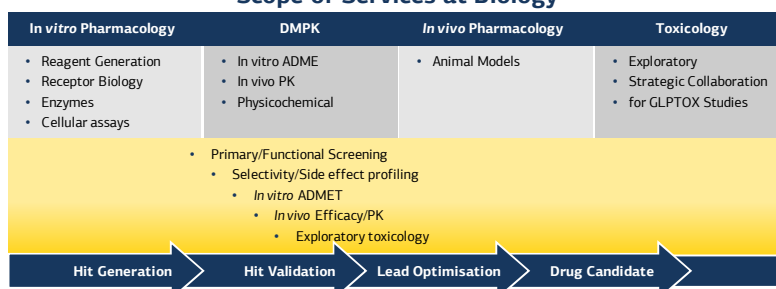 Scope of Services at Biology
In vitro Pharmacology
DMPK
In vivo Pharmacology
Toxicology
• Reagent Generation
• Receptor Biology
• Enzymes
• Cellular assays
• In vitro ADME
• In vivo PK
• Physicochemical
• Animal Models
• Exploratory
• Strategic Collaboration
• for GLPTOX Studies
• Primary/Functional Screening
• Selectivity/Side effect profiling
• In vitro ADMET
• In vivo Efficacy/PK
• Exploratory toxicology
Hit Generation
Hit Validation
Lead Optimisation
Drug Candidate